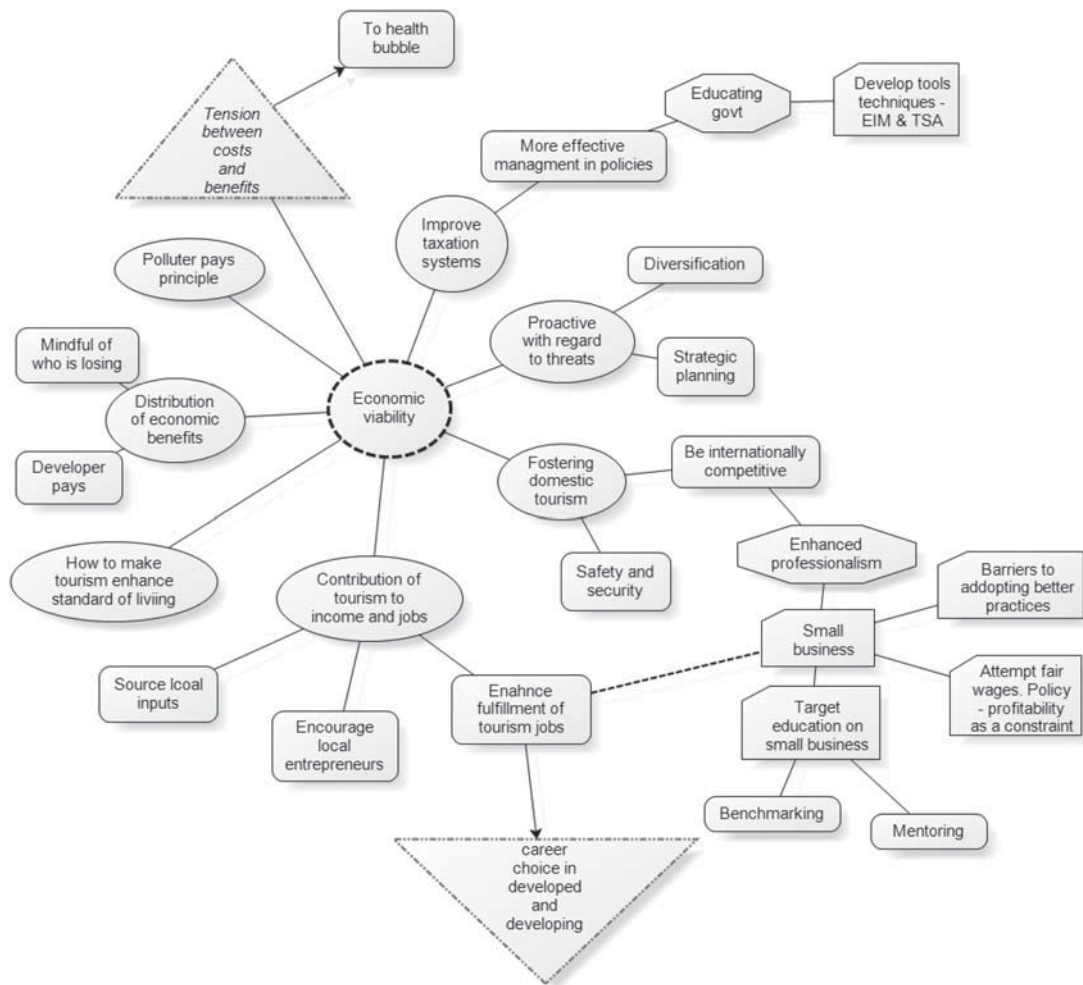 To health
bubble
Tension
between
costs
and
benefits
Educating
govt
Develop tools
techniques -
EIM & TSA
More effective
managment in policies
Improve
taxation
systems
Polluter pays
principle
Diversification
Proactive
with regard
to threats
Strategic
planning
Mindful of
who is losing
Distribution
of economic
benefits
Developer
pays
Economic
viability
Fostering
domestic
tourism
Be internationally
competitive
Safety and
security
Enhanced
professionalism
How to make
tourism enhance
standard of liviing
Contribution of
tourism to
income and jobs
Barriers to
addopting better
practices
Small
business
Source lcoal
inputs
Encourage
local
entrepreneurs
Enahnce
fulfillment of
tourism jobs
Attempt fair
wages. Policy
- profitability
as a constraint
Target
education on
small business
Benchmarking
Mentoring
career
choice in
developed
and
developing